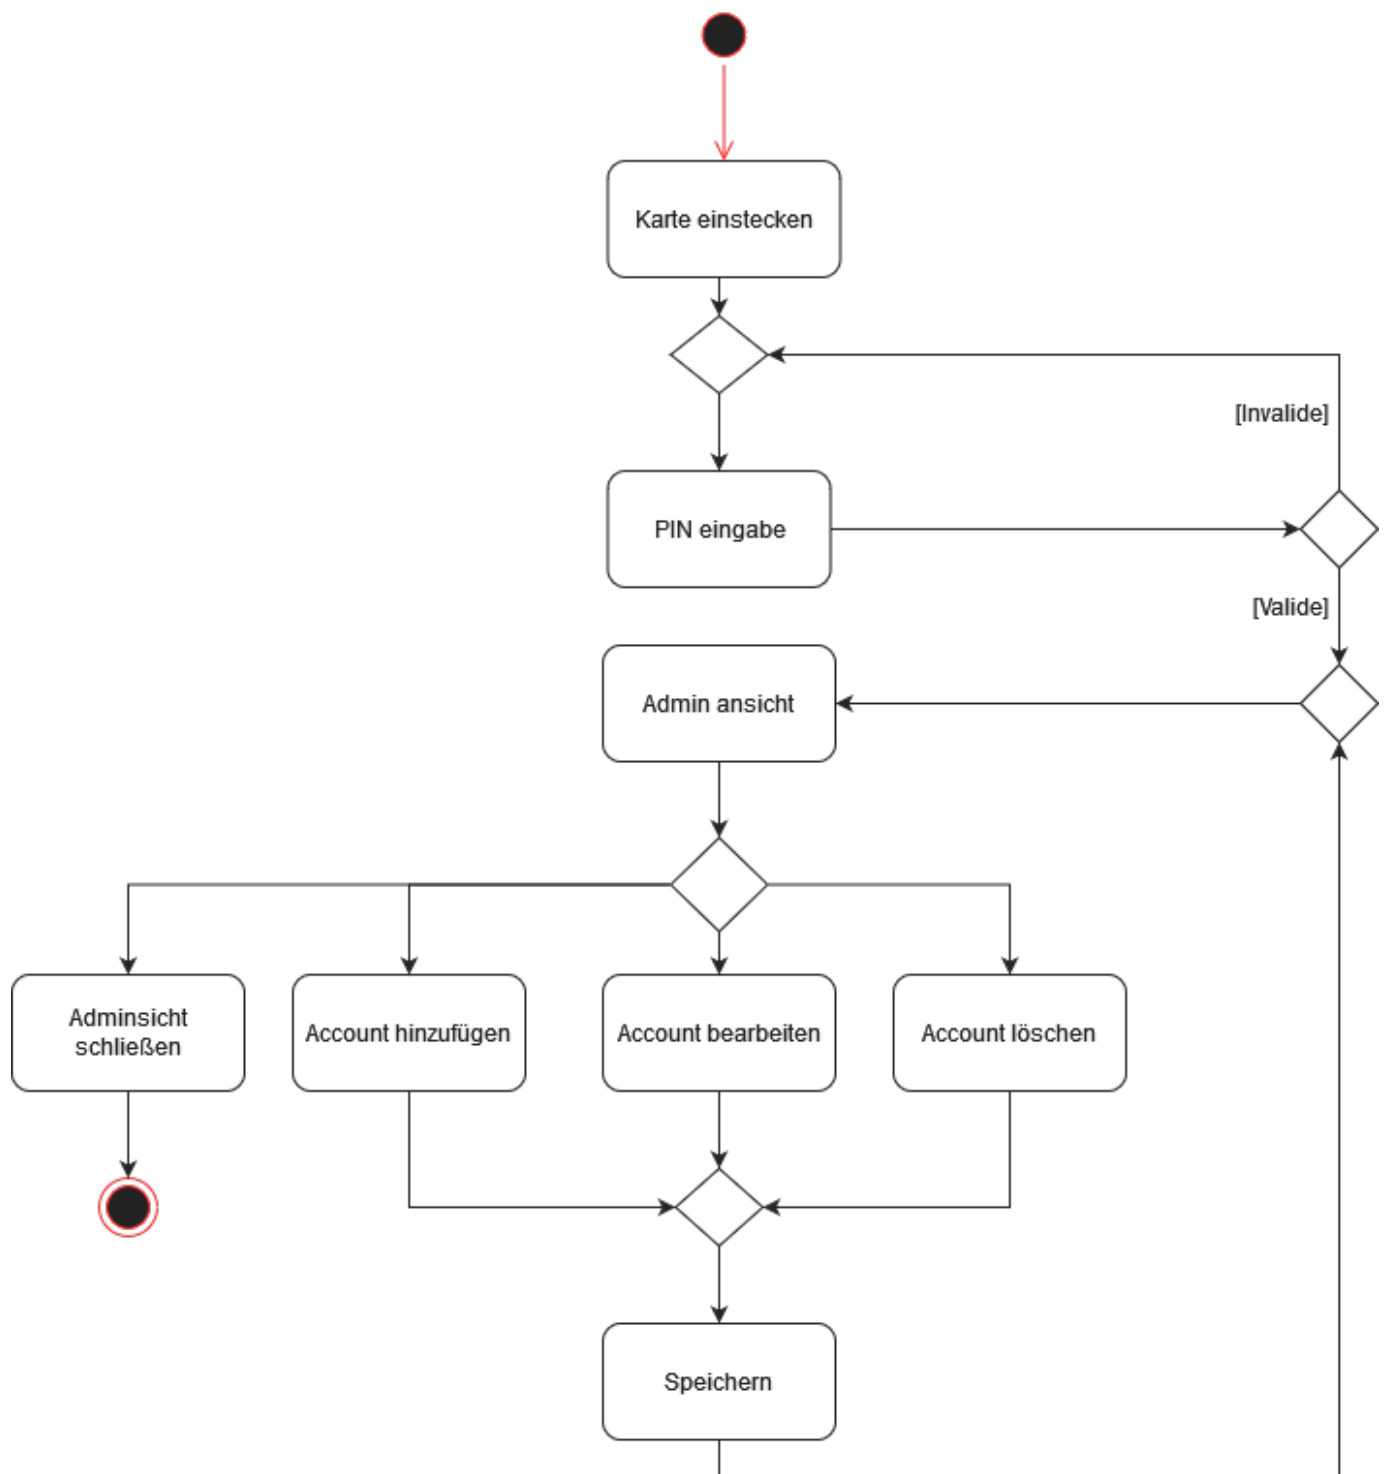 Karte einstecken
[Invalide]
PIN eingabe
[Valide]
Admin ansicht
Adminsicht
schließen
Account hinzufügen
Account bearbeiten
Account löschen
Speichern